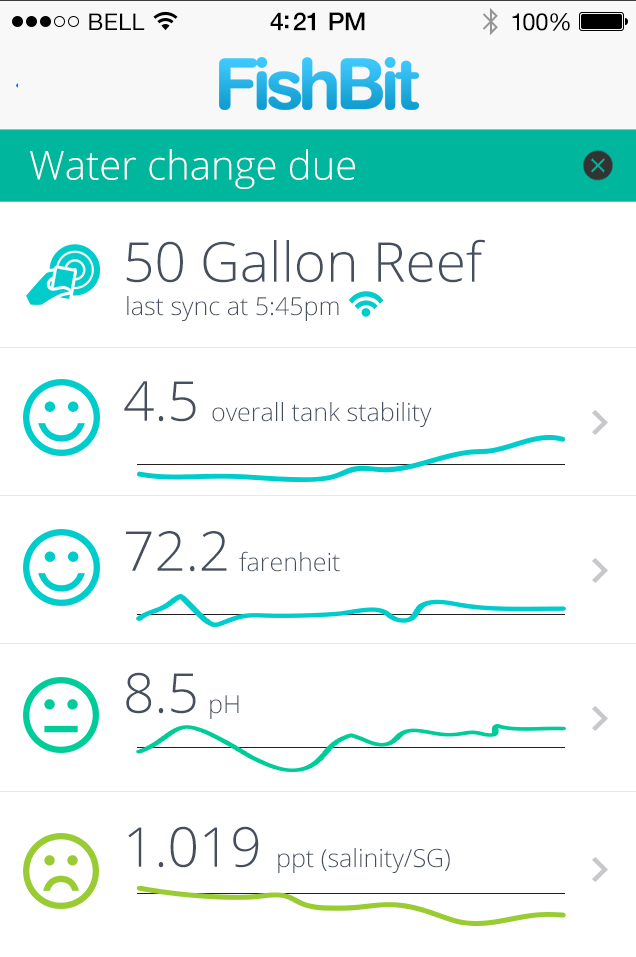 BELL 4:21 PM 100%
FishBit
Water change due
50 Gallon Reef
last sync at 5:45pm
4.5 overall tank stability
72.2 farenheit
8.5 pH
1.019 ppt (salinity/SG)